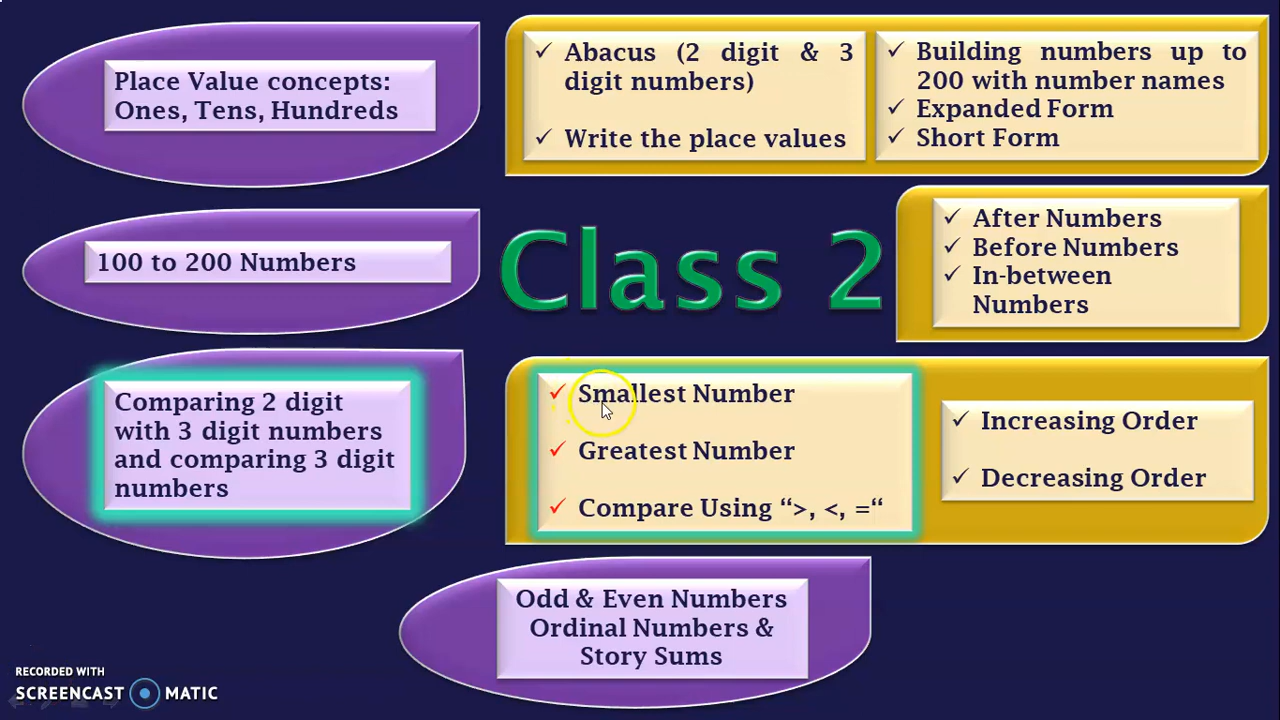 Place Value concepts:
Ones, Tens, Hundreds
✓ Abacus (2 digit & 3
digit numbers)
✓ Write the place values
✓ Building numbers up to
200 with number names
✓ Expanded Form
✓ Short Form
100 to 200 Numbers
Class 2
✓ After Numbers
✓ Before Numbers
✓ In-between
Numbers
Comparing 2 digit
with 3 digit numbers
and comparing 3 digit
numbers
✓ Smallest Number
✓ Greatest Number
✓ Compare Using “>, <, =“
✓ Increasing Order
✓ Decreasing Order
Odd & Even Numbers
Ordinal Numbers &
Story Sums
RECORDED WITH
SCREENCAST MATIC